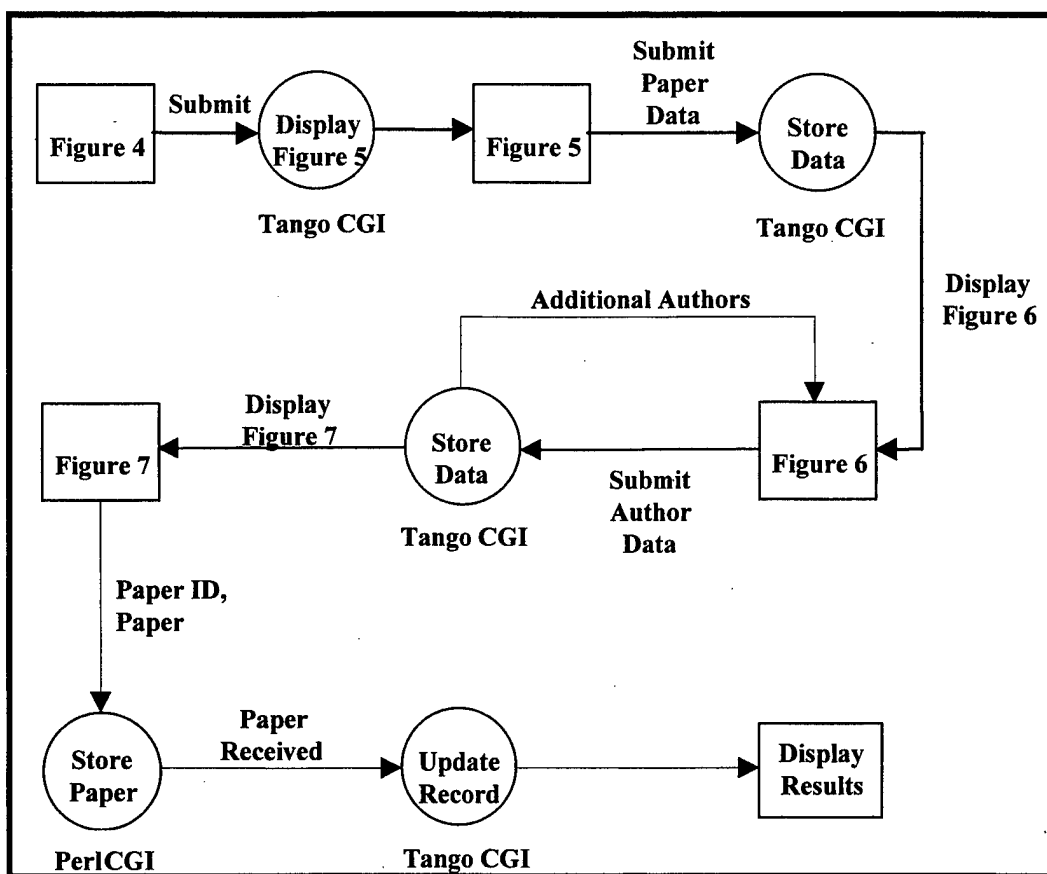 Figure 4
Submit
Display
Figure 5
Tango CGI
Figure 5
Submit
Paper
Data
Store
Data
Tango CGI
Display
Figure 6
Additional Authors
Figure 6
Submit
Author
Data
Store
Data
Tango CGI
Display
Figure 7
Figure 7
Paper ID,
Paper
Store
Paper
Perl CGI
Paper
Received
Update
Record
Tango CGI
Display
Results